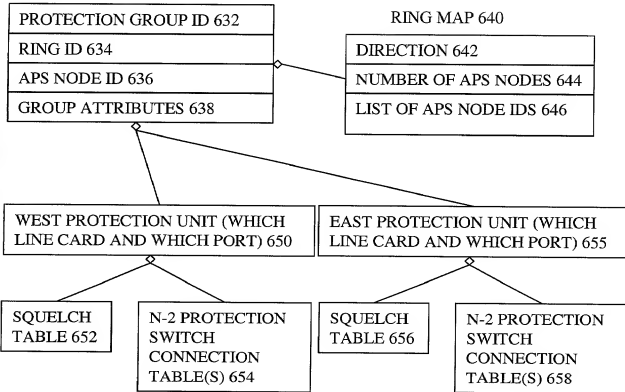 PROTECTION GROUP ID 632
RING ID 634
APS NODE ID 636
GROUP ATTRIBUTES 638
RING MAP 640
DIRECTION 642
NUMBER OF APS NODES 644
LIST OF APS NODE IDS 646
WEST PROTECTION UNIT (WHICH
LINE CARD AND WHICH PORT) 650
EAST PROTECTION UNIT (WHICH
LINE CARD AND WHICH PORT) 655
SQUELCH
TABLE 652
N-2 PROTECTION
SWITCH
CONNECTION
TABLE(S) 654
SQUELCH
TABLE 656
N-2 PROTECTION
SWITCH
CONNECTION
TABLE(S) 658